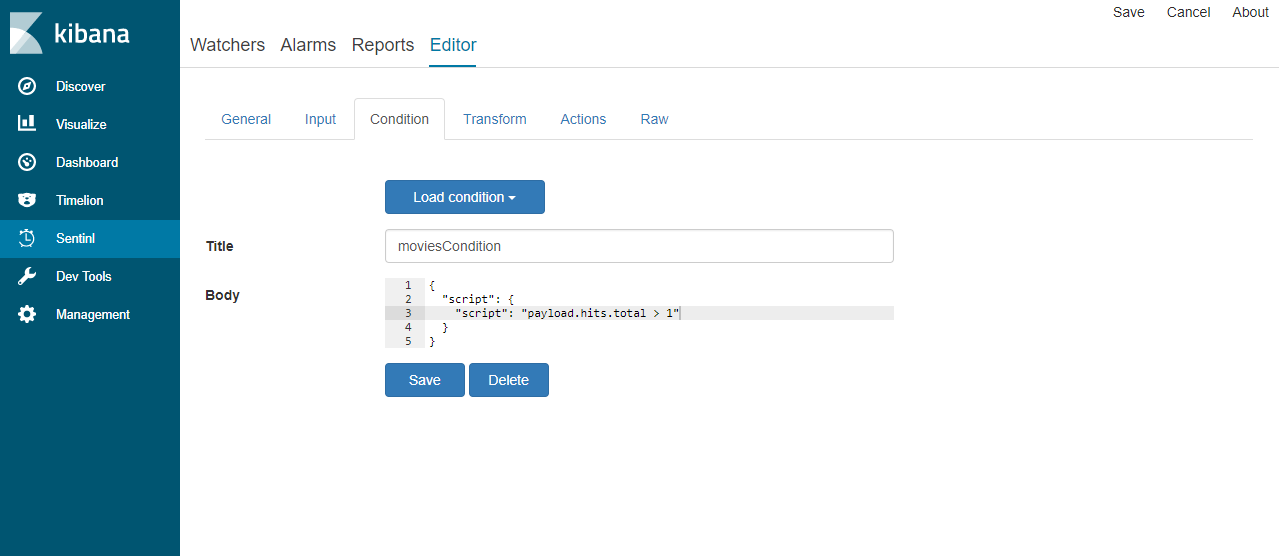 Save Cancel About
kibana
Watchers Alarms Reports Editor
Discover
Visualize
Dashboard
Timelion
Sentinl
Dev Tools
Management
General Input Condition Transform Actions Raw
Load condition
Title moviesCondition
Body
1 {
2 "script": {
3 "script": "payload.hits.total > 1"
4 }
5 }
Save Delete